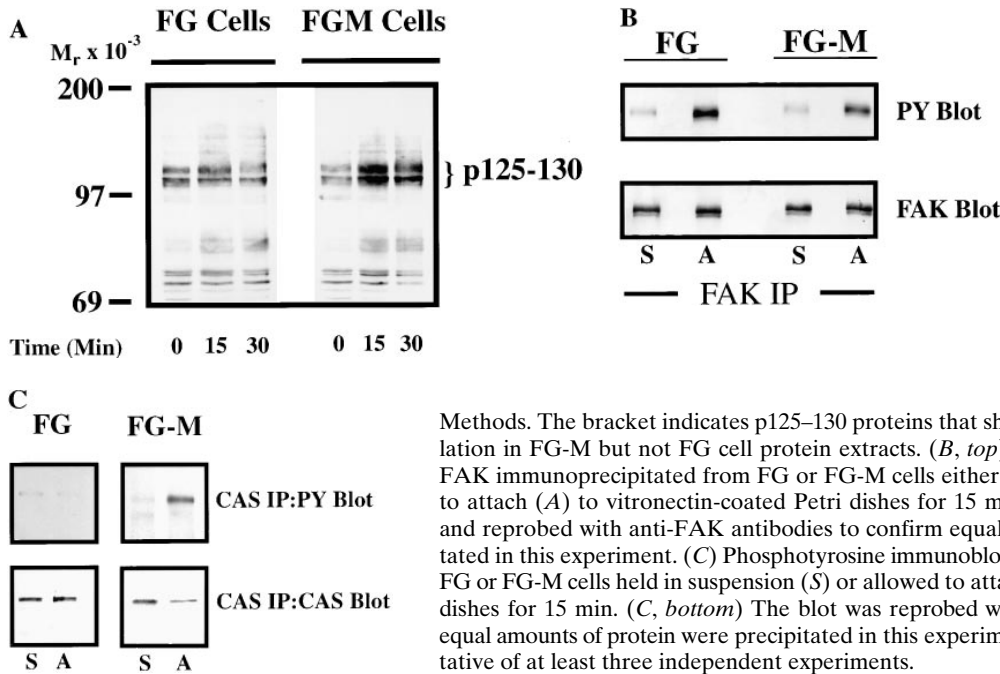 A
FG Cells FGM Cells
Mr x 10-3
200
97
69
} p125-130
Time (Min) 0 15 30 0 15 30
B
FG FG-M
PY Blot
FAK Blot
S A S A
FAK IP
C
FG FG-M
CAS IP:PY Blot
CAS IP:CAS Blot
S A S A
Methods. The bracket indicates p125–130 proteins that sh
lation in FG-M but not FG cell protein extracts. (B, top)
FAK immunoprecipitated from FG or FG-M cells either
to attach (A) to vitronectin-coated Petri dishes for 15 m
and reprobed with anti-FAK antibodies to confirm equal
tated in this experiment. (C) Phosphotyrosine immunoblo
FG or FG-M cells held in suspension (S) or allowed to atta
dishes for 15 min. (C, bottom) The blot was reprobed w
equal amounts of protein were precipitated in this experim
tative of at least three independent experiments.